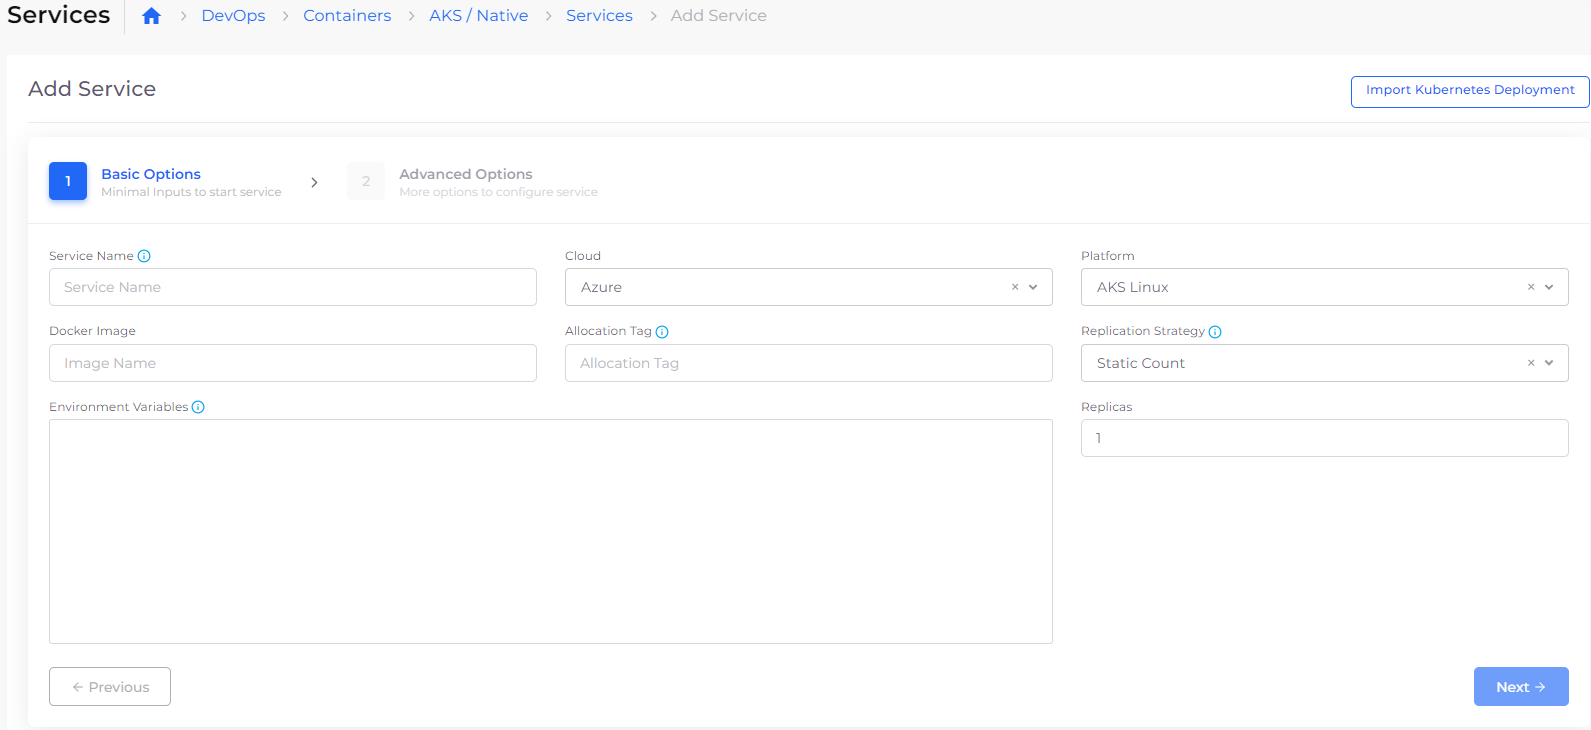 Services
DevOps > Containers > AKS / Native > Services > Add Service
Add Service
Import Kubernetes Deployment
1
Basic Options
Minimal Inputs to start service
2
Advanced Options
More options to configure service
Service Name
Service Name
Cloud
Azure
Platform
AKS Linux
Docker Image
Image Name
Allocation Tag
Allocation Tag
Replication Strategy
Static Count
Environment Variables
Replicas
1
← Previous
Next →